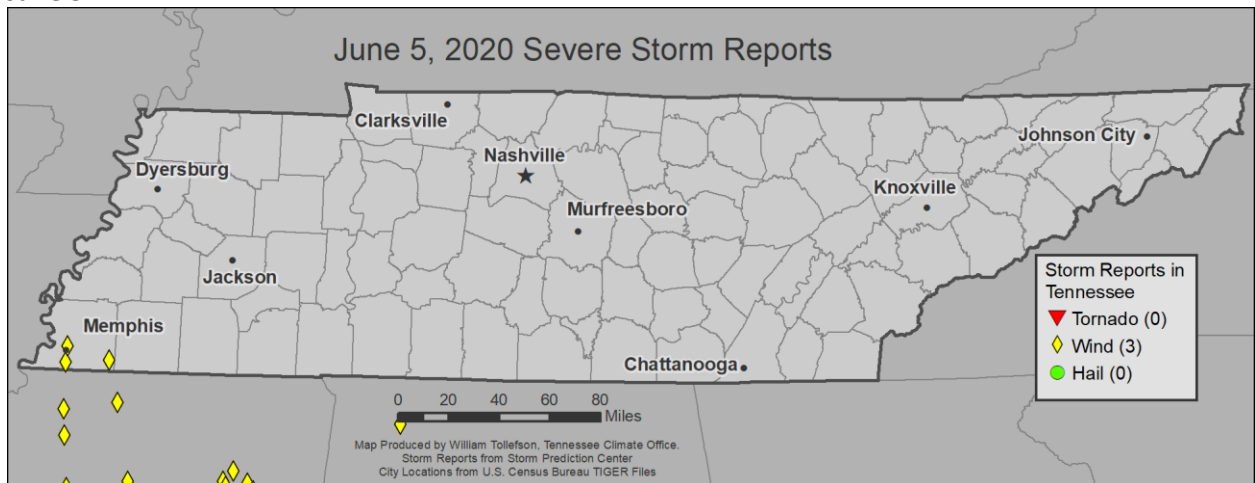 June 5, 2020 Severe Storm Reports
Clarksville
Johnson City
Nashville
Dyersburg
Knoxville
Murfreesboro
Jackson
Storm Reports in
Tennessee
Tornado (0)
Wind (3)
Hail (0)
Memphis
Chattanooga
0 20 40 60 80
Miles
Map Produced by William Tollefson, Tennessee Climate Office.
Storm Reports from Storm Prediction Center
City Locations from U.S. Census Bureau TIGER Files